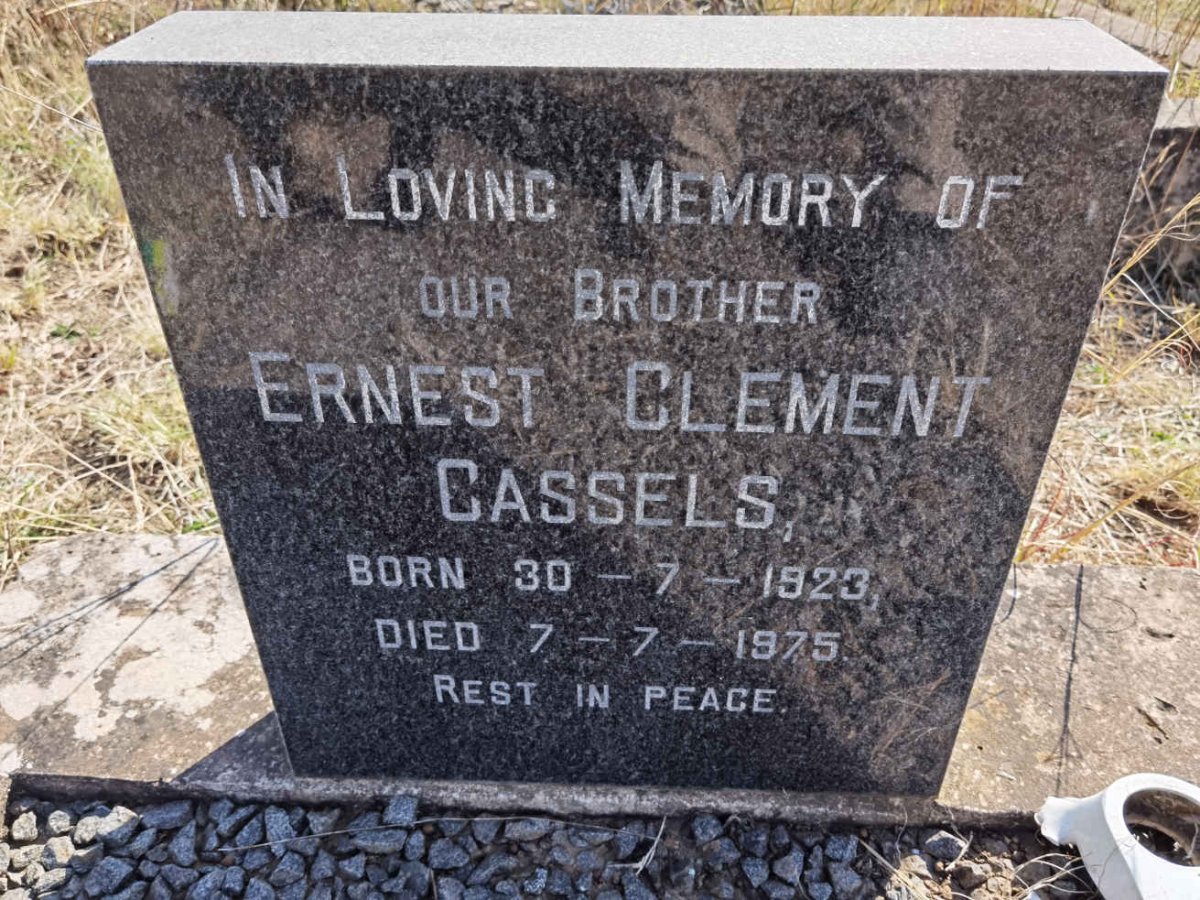 In Loving Memory of
our Brother
Ernest Clement
Cassels,
born 30 – 7 – 1923,
died 7 – 7 – 1975.
Rest in peace.